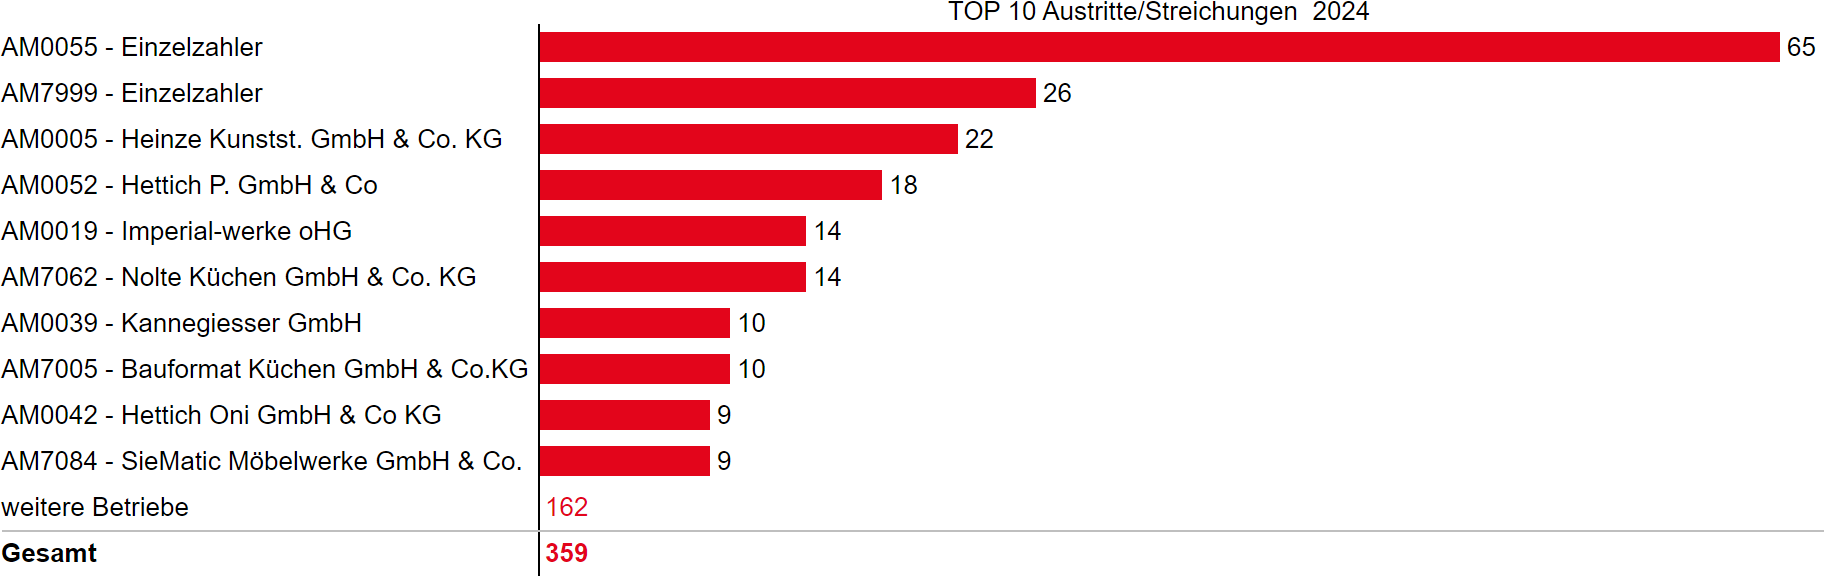 TOP 10 Austritte/Streichungen  2024
AM0055 - Einzelzahler 65
AM7999 - Einzelzahler 26
AM0005 - Heinze Kunstst. GmbH & Co. KG 22
AM0052 - Hettich P. GmbH & Co 18
AM0019 - Imperial-werke oHG 14
AM7062 - Nolte Küchen GmbH & Co. KG 14
AM0039 - Kannegiesser GmbH 10
AM7005 - Bauformat Küchen GmbH & Co.KG 10
AM0042 - Hettich Oni GmbH & Co KG 9
AM7084 - SieMatic Möbelwerke GmbH & Co. 9
weitere Betriebe 162
Gesamt 359